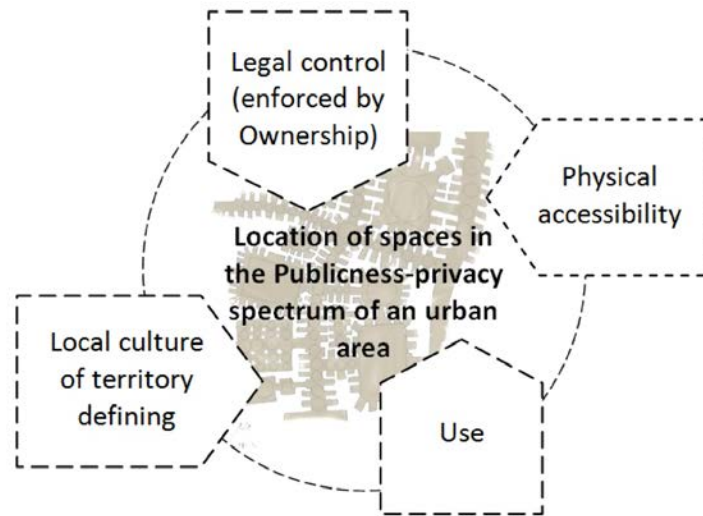 Legal control
(enforced by
Ownership)
Physical
accessibility
Location of spaces in
the Publicness-privacy
spectrum of an urban
area
Local culture
of territory
defining
Use